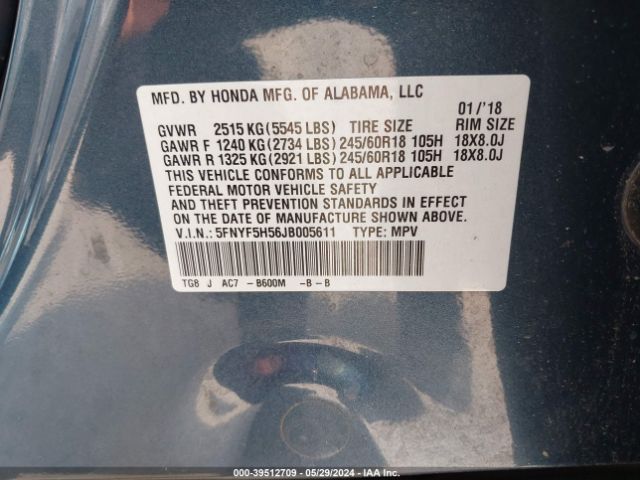 MFD. BY HONDA MFG. OF ALABAMA, LLC
01/'18
GVWR 2515 KG(5545 LBS) TIRE SIZE RIM SIZE
GAWR F 1240 KG(2734 LBS) 245/60R18 105H 18X8.0J
GAWR R 1325 KG(2921 LBS) 245/60R18 105H 18X8.0J
THIS VEHICLE CONFORMS TO ALL APPLICABLE
FEDERAL MOTOR VEHICLE SAFETY
AND THEFT PREVENTION STANDARDS IN EFFECT
ON THE DATE OF MANUFACTURE SHOWN ABOVE.
V.I.N.: 5FNYF5H56JB005611 TYPE: MPV
TG8 J AC7 -B600M -B-B
000-39512709 - 05/29/2024 - IAA Inc.